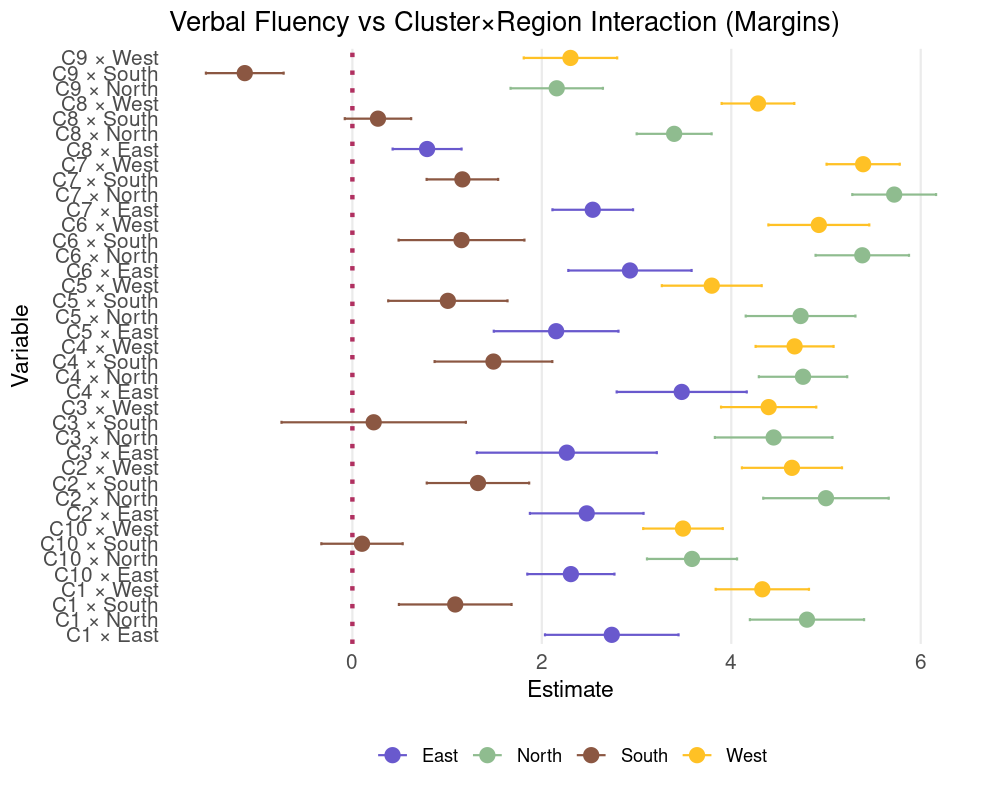 Verbal Fluency vs Cluster×Region Interaction (Margins)
Variable
C9 × West
C9 × South
C9 × North
C8 × West
C8 × South
C8 × North
C8 × East
C7 × West
C7 × South
C7 × North
C7 × East
C6 × West
C6 × South
C6 × North
C6 × East
C5 × West
C5 × South
C5 × North
C5 × East
C4 × West
C4 × South
C4 × North
C4 × East
C3 × West
C3 × South
C3 × North
C3 × East
C2 × West
C2 × South
C2 × North
C2 × East
C10 × West
C10 × South
C10 × North
C10 × East
C1 × West
C1 × South
C1 × North
C1 × East
0 2 4 6
Estimate
East North South West